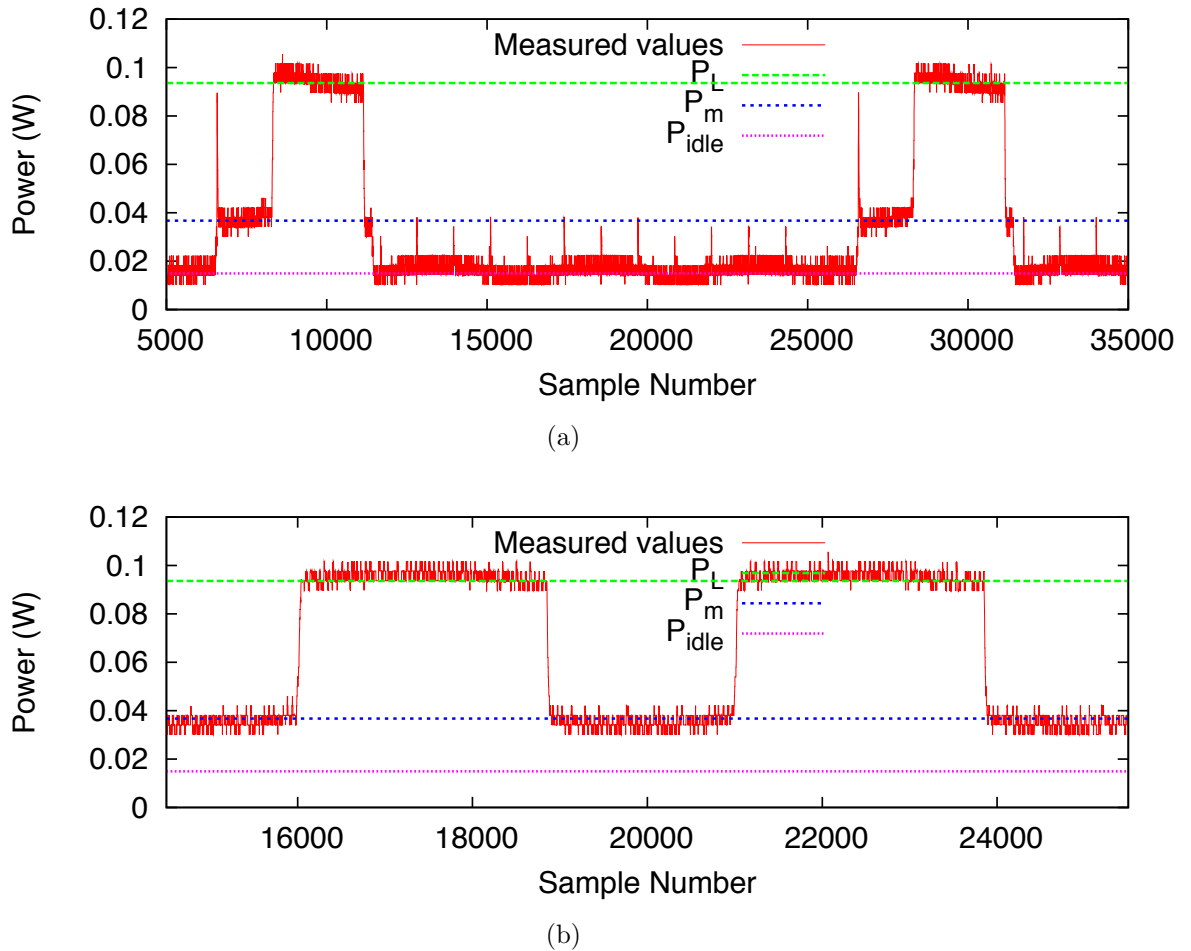 0.12
0.1
0.08
0.06
0.04
0.02
0
Power (W)
Measured values
P_L
P_m
P_idle
5000 10000 15000 20000 25000 30000 35000
Sample Number
(a)
0.12
0.1
0.08
0.06
0.04
0.02
0
Power (W)
Measured values
P_L
P_m
P_idle
16000 18000 20000 22000 24000
Sample Number
(b)